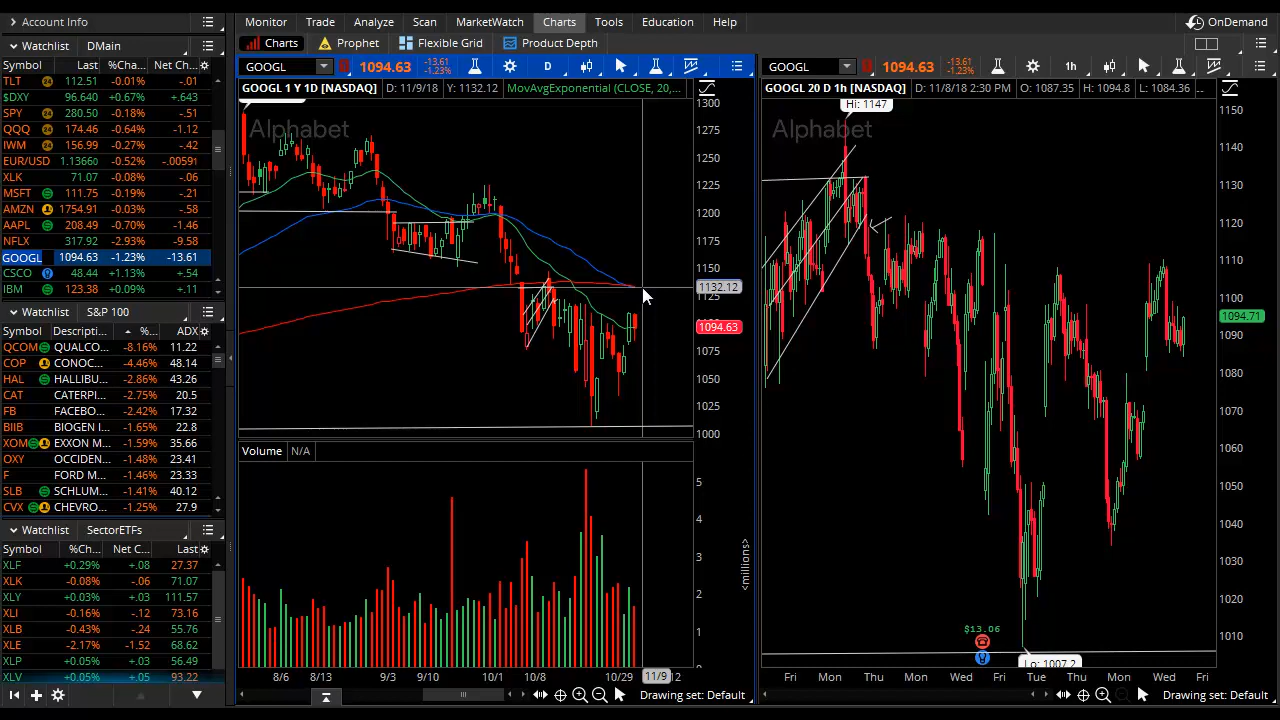 Account Info
Monitor Trade Analyze Scan MarketWatch Charts Tools Education Help OnDemand
Watchlist DMain
Charts Prophet Flexible Grid Product Depth
Symbol Last %Cha... Net Ch...
TLT 112.51 -0.01% -.01
$DXY 96.640 +0.67% +.643
SPY 280.50 -0.18% -.51
QQQ 174.46 -0.64% -1.12
IWM 156.99 -0.27% -.42
EUR/USD 1.13660 -0.52% -.0059
XLK 71.07 -0.08% -.06
MSFT 111.75 -0.19% -.21
AMZN 1754.91 -0.03% -.58
AAPL 208.49 -0.70% -1.46
NFLX 317.92 -2.93% -9.58
GOOGL 1094.63 -1.23% -13.61
CSCO 48.44 +1.13% +.54
IBM 123.38 +0.09% +.11
Watchlist S&P 100
Symbol Descripti... %... ADX
QCOM QUALCO... -8.16% 11.22
COP CONOC... -4.46% 48.14
HAL HALLIBU... -2.86% 43.26
CAT CATERPI... -2.75% 20.5
FB FACEBO... -2.42% 17.32
BIIB BIOGEN I... -1.65% 22.8
XOM EXXON M... -1.59% 35.66
OXY OCCIDEN... -1.48% 23.41
F FORD M... -1.46% 23.33
SLB SCHLUM... -1.41% 40.12
CVX CHEVRO... -1.25% 27.9
Watchlist SectorETFs
Symbol %Ch... Net C... Last
XLF +0.29% +.08 27.37
XLK -0.08% -.06 71.07
XLY +0.03% +.03 111.57
XLI -0.16% -.12 73.16
XLB -0.43% -.24 55.76
XLE -2.17% -1.52 68.62
XLP +0.05% +.03 56.49
XLV +0.05% +.05 93.22
GOOGL 1094.63 -13.61 -1.23% D
GOOGL 1 Y 1D [NASDAQ] D: 11/9/18 Y: 1132.12 MovAvgExponential (CLOSE, 20,...
Alphabet
1300
1275
1250
1225
1200
1175
1150
1132.12
1094.63
1075
1050
1025
1000
Volume N/A
5
4
3
2
1
<millions>
8/6 8/13 9/3 9/10 10/1 10/8 10/29 11/9
Drawing set: Default
GOOGL 1094.63 -13.61 -1.23% 1h
GOOGL 20 D 1h [NASDAQ] D: 11/8/18 2:30 PM O: 1087.35 H: 1094.8 L: 1084.36
Hi: 1147
Alphabet
1150
1140
1130
1120
1110
1100
1094.71
1090
1080
1070
1060
1050
1040
1030
1020
1010
$13.06
Lo: 1007.2
Fri Mon Thu Mon Wed Fri Tue Thu Mon Wed Fri
Drawing set: Default